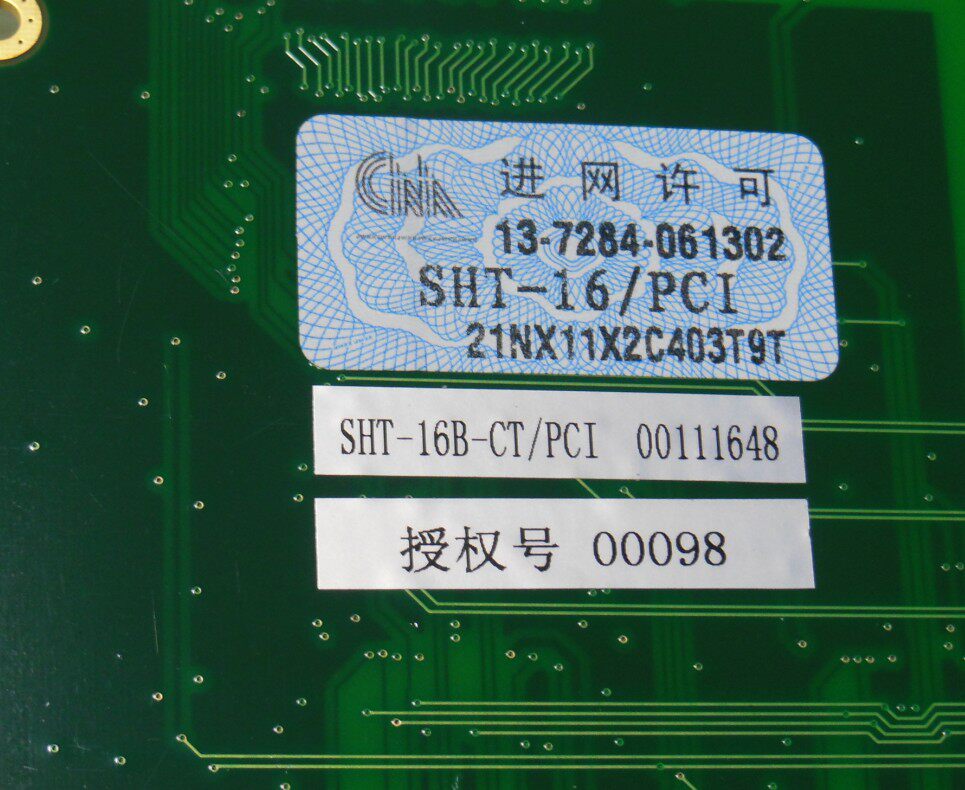 CINA 进网许可
13-7284-061302
SHT-16/PCI
21NX11X2C403T9T
SHT-16B-CT/PCI 00111648
授权号 00098